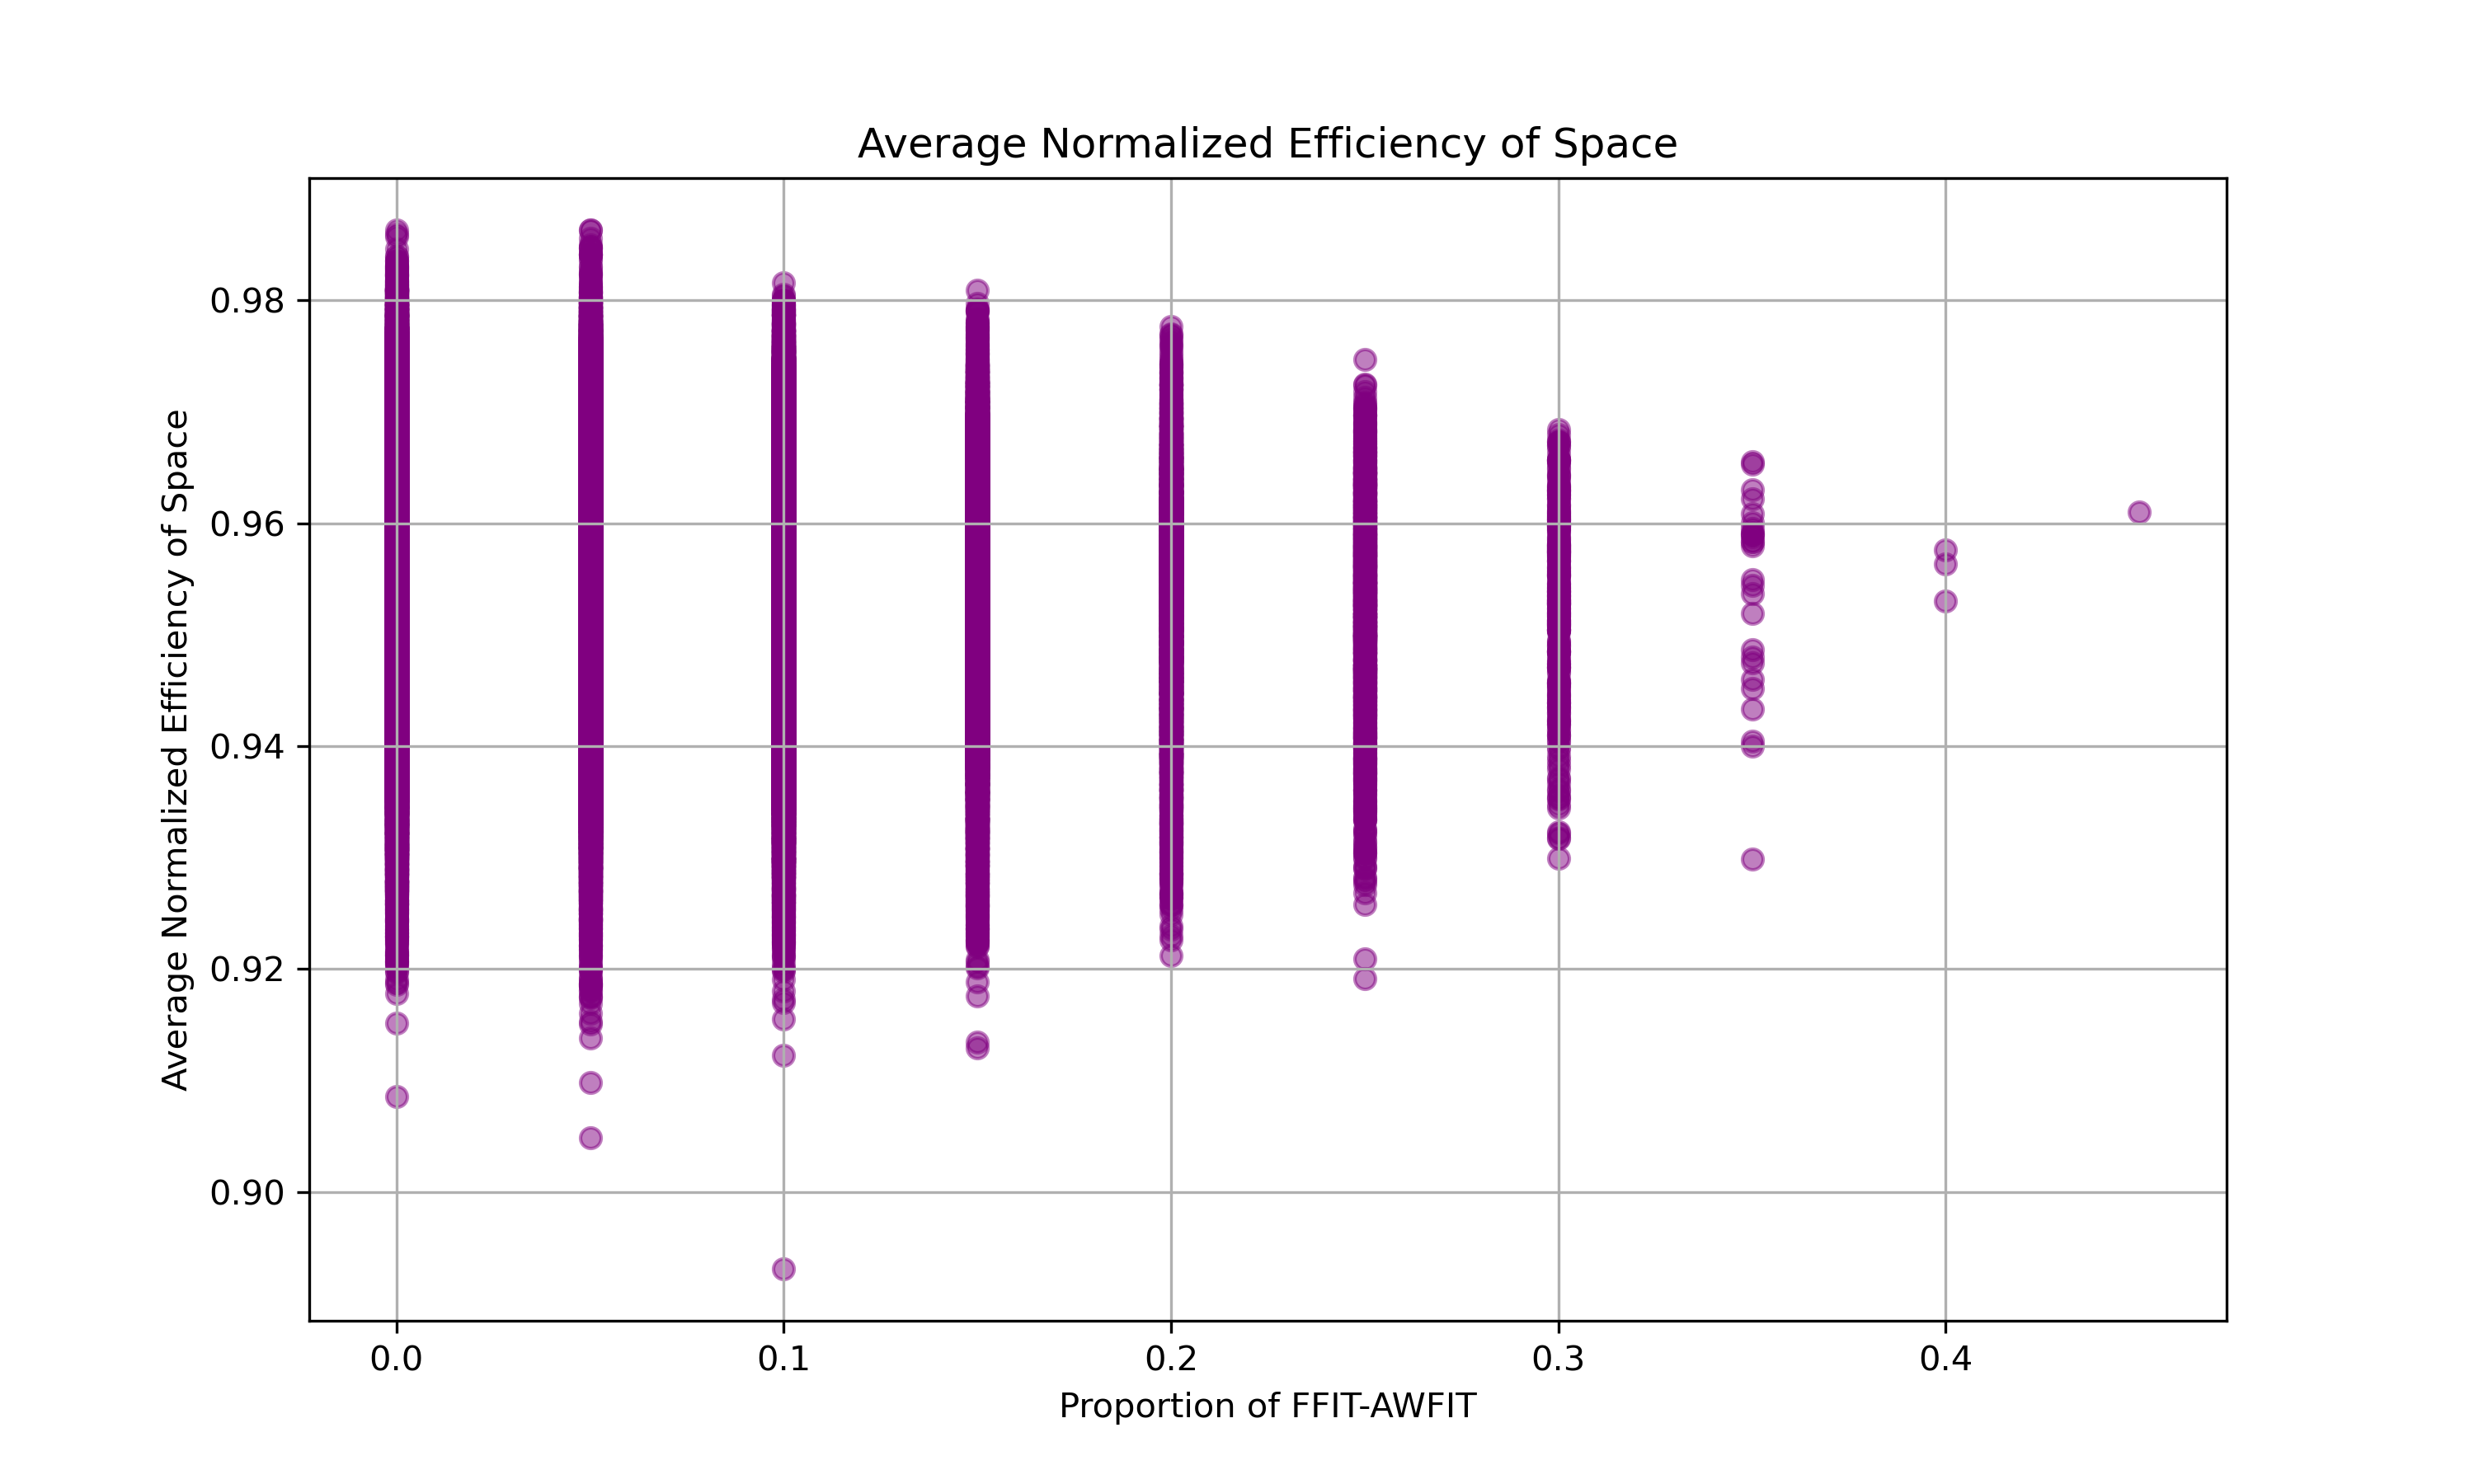 Average Normalized Efficiency of Space
Average Normalized Efficiency of Space
0.98
0.96
0.94
0.92
0.90
0.0 0.1 0.2 0.3 0.4
Proportion of FFIT-AWFIT